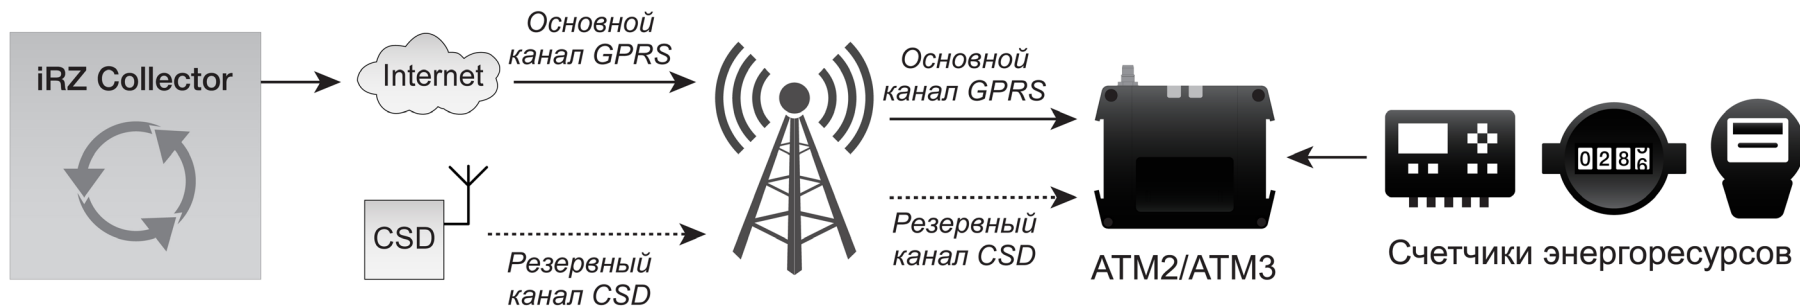 iRZ Collector
Internet
Основной
канал GPRS
CSD
Резервный
канал CSD
Основной
канал GPRS
Резервный
канал CSD
ATM2/ATM3
0286
Счетчики энергоресурсов